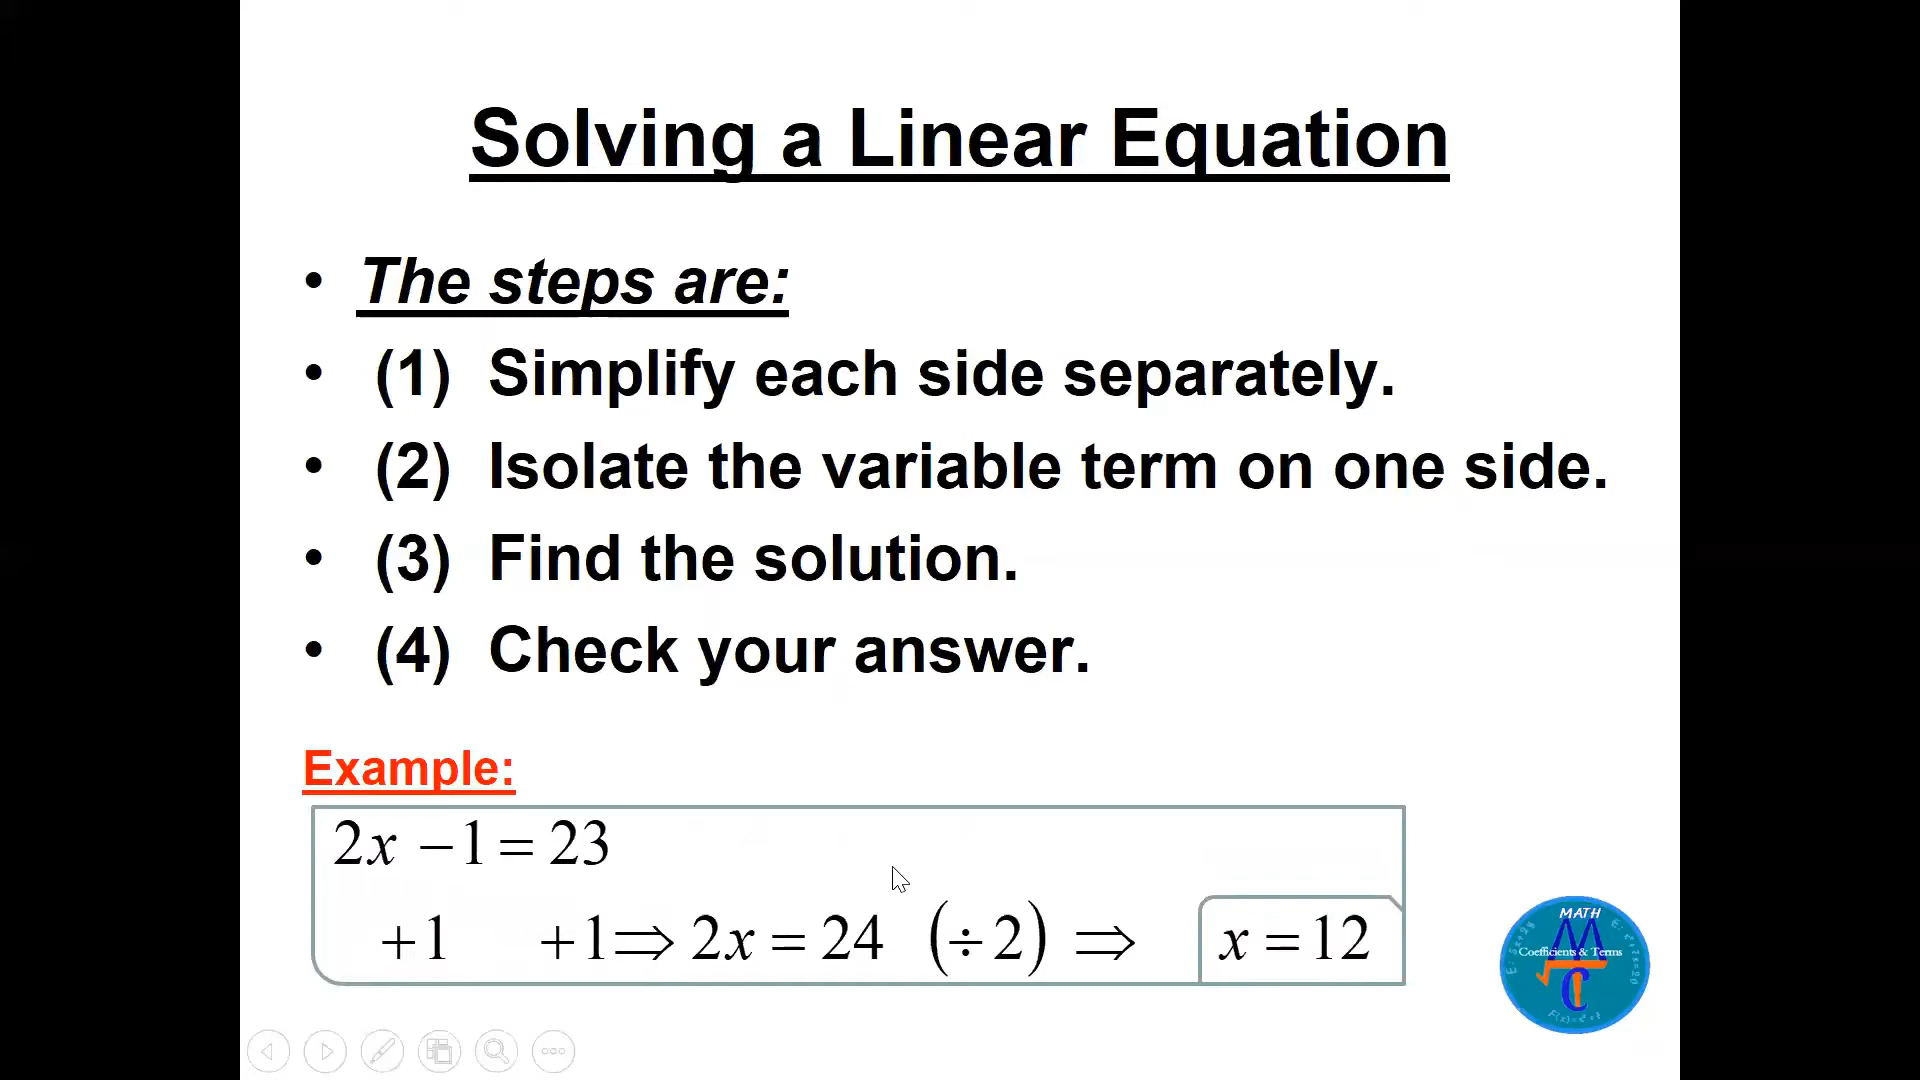 Solving a Linear Equation
• The steps are:
• (1) Simplify each side separately.
• (2) Isolate the variable term on one side.
• (3) Find the solution.
• (4) Check your answer.
Example:
2x − 1 = 23
+1 +1 ⇒ 2x = 24 (÷2) ⇒ x = 12
MATH
Coefficients & Terms